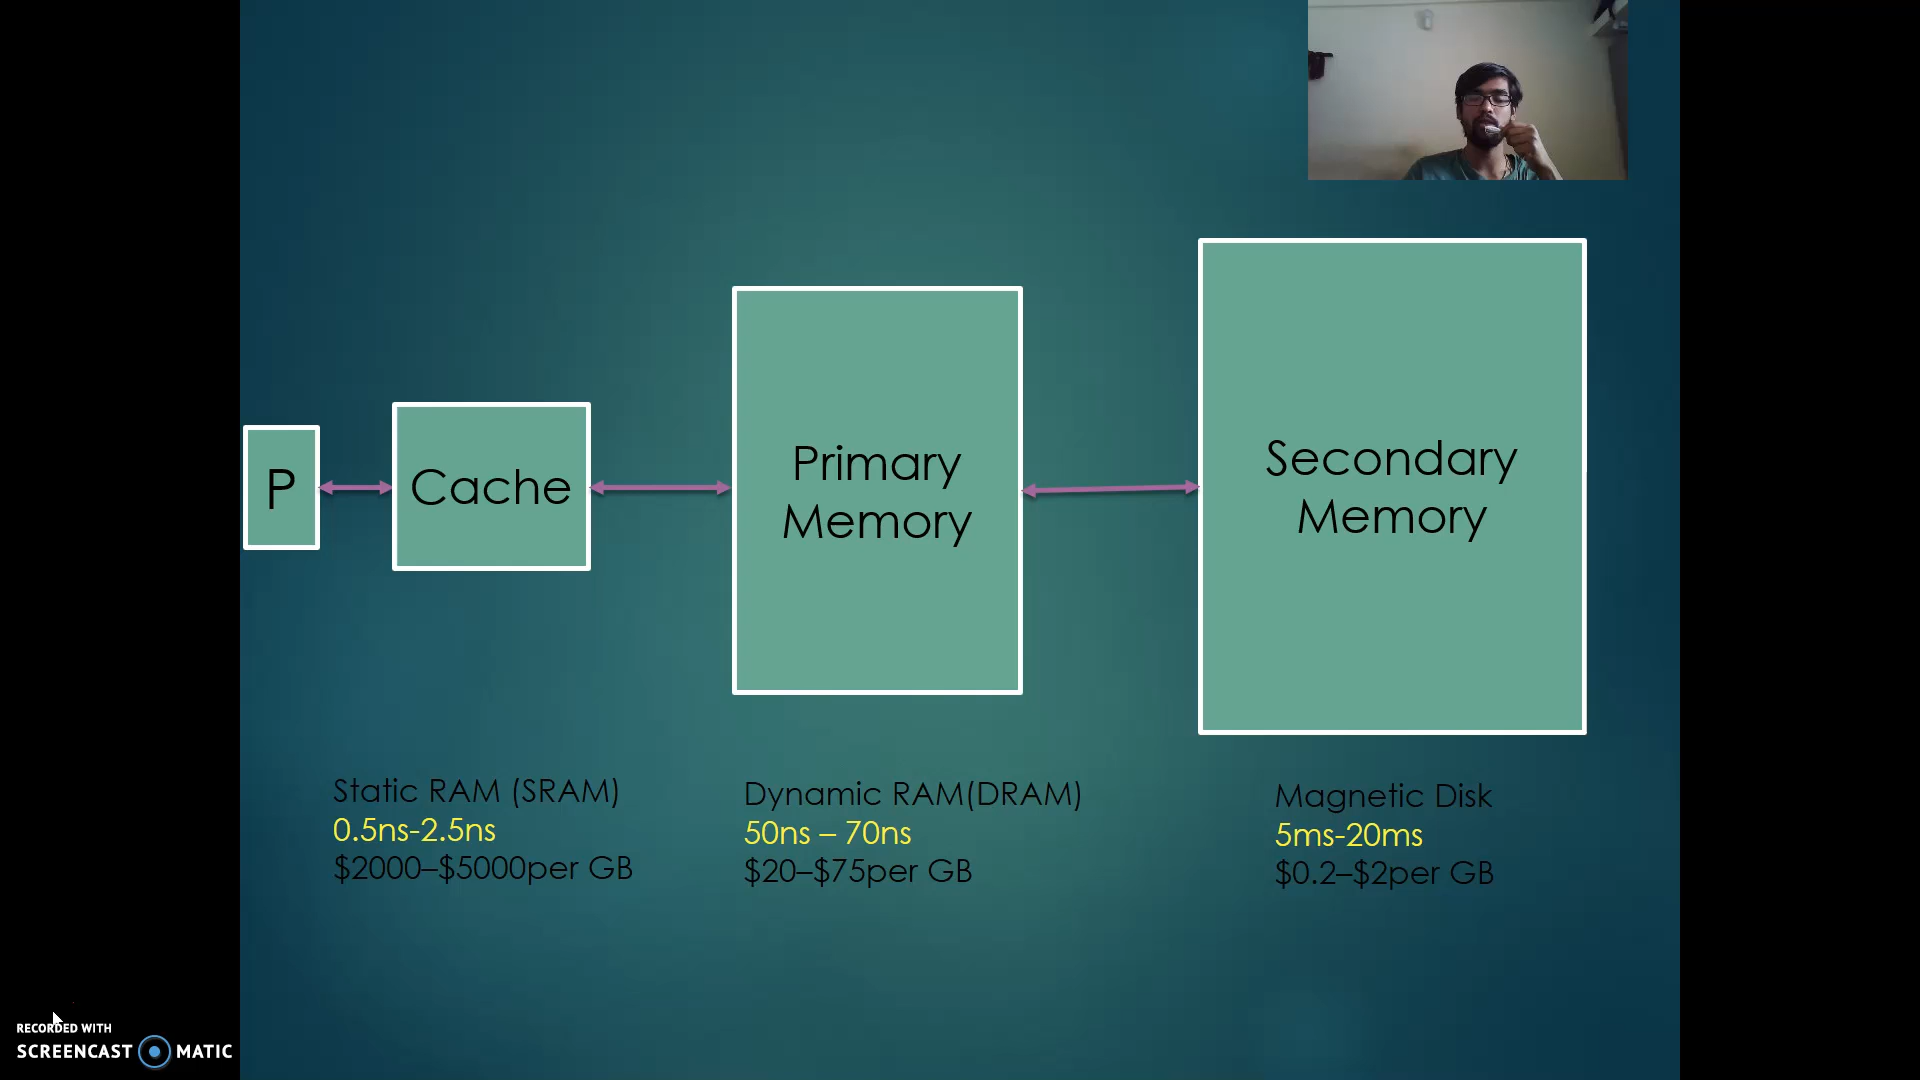 P
Cache
Primary
Memory
Secondary
Memory
Static RAM (SRAM)
0.5ns-2.5ns
$2000–$5000per GB
Dynamic RAM(DRAM)
50ns – 70ns
$20–$75per GB
Magnetic Disk
5ms-20ms
$0.2–$2per GB
RECORDED WITH
SCREENCAST MATIC